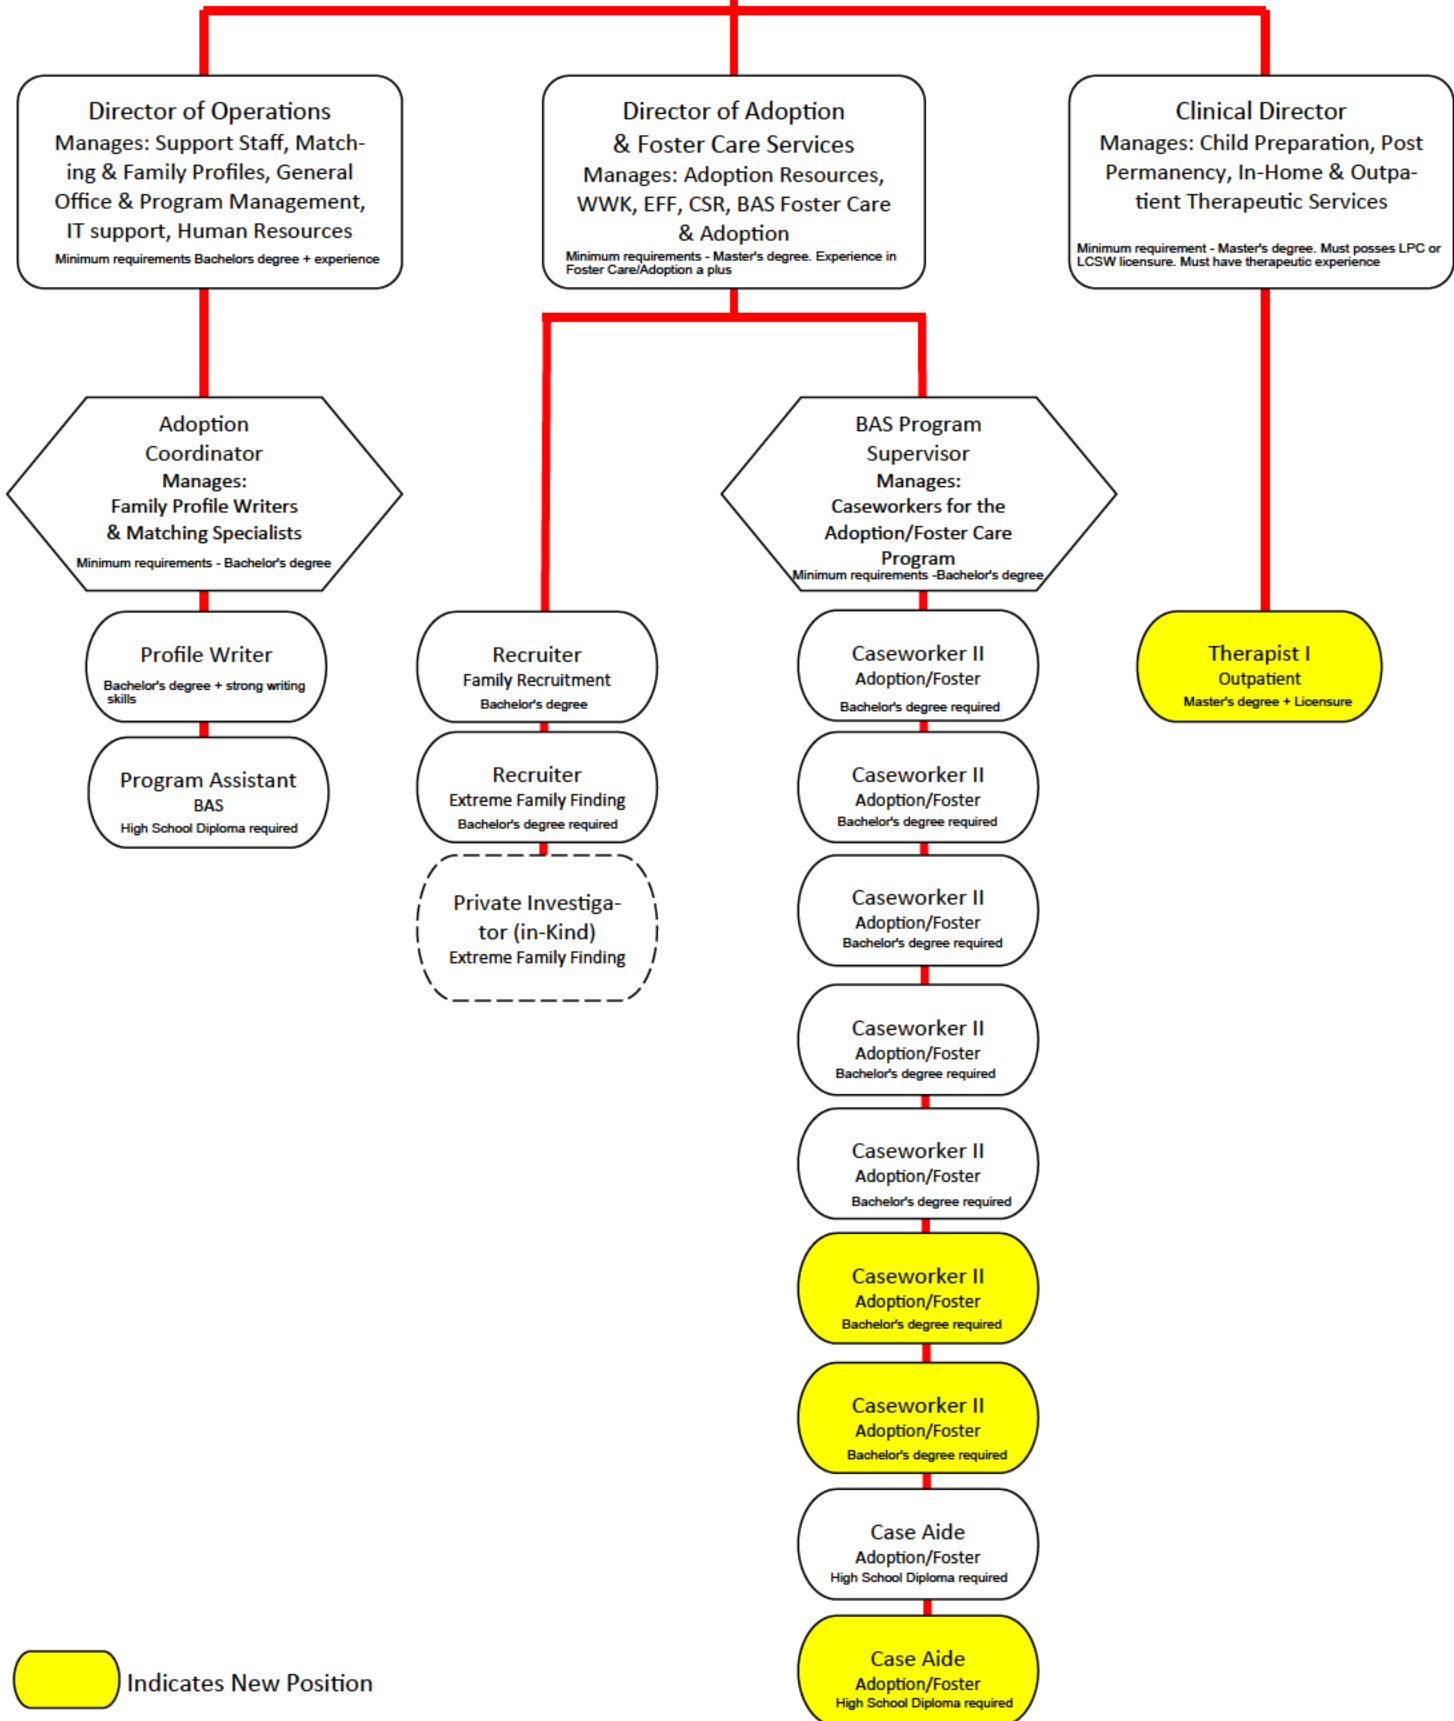 Director of Operations
Manages: Support Staff, Match-
ing & Family Profiles, General
Office & Program Management,
IT support, Human Resources
Minimum requirements Bachelors degree + experience
Director of Adoption
& Foster Care Services
Manages: Adoption Resources,
WWK, EFF, CSR, BAS Foster Care
& Adoption
Minimum requirements - Master's degree. Experience in
Foster Care/Adoption a plus
Clinical Director
Manages: Child Preparation, Post
Permanency, In-Home & Outpa-
tient Therapeutic Services
Minimum requirement - Master's degree. Must posses LPC or
LCSW licensure. Must have therapeutic experience
Adoption
Coordinator
Manages:
Family Profile Writers
& Matching Specialists
Minimum requirements - Bachelor's degree
BAS Program
Supervisor
Manages:
Caseworkers for the
Adoption/Foster Care
Program
Minimum requirements -Bachelor's degree
Profile Writer
Bachelor's degree + strong writing
skills
Program Assistant
BAS
High School Diploma required
Recruiter
Family Recruitment
Bachelor's degree
Recruiter
Extreme Family Finding
Bachelor's degree required
Private Investiga-
tor (in-Kind)
Extreme Family Finding
Caseworker II
Adoption/Foster
Bachelor's degree required
Caseworker II
Adoption/Foster
Bachelor's degree required
Caseworker II
Adoption/Foster
Bachelor's degree required
Caseworker II
Adoption/Foster
Bachelor's degree required
Caseworker II
Adoption/Foster
Bachelor's degree required
Caseworker II
Adoption/Foster
Bachelor's degree required
Caseworker II
Adoption/Foster
Bachelor's degree required
Case Aide
Adoption/Foster
High School Diploma required
Case Aide
Adoption/Foster
High School Diploma required
Therapist I
Outpatient
Master's degree + Licensure
Indicates New Position